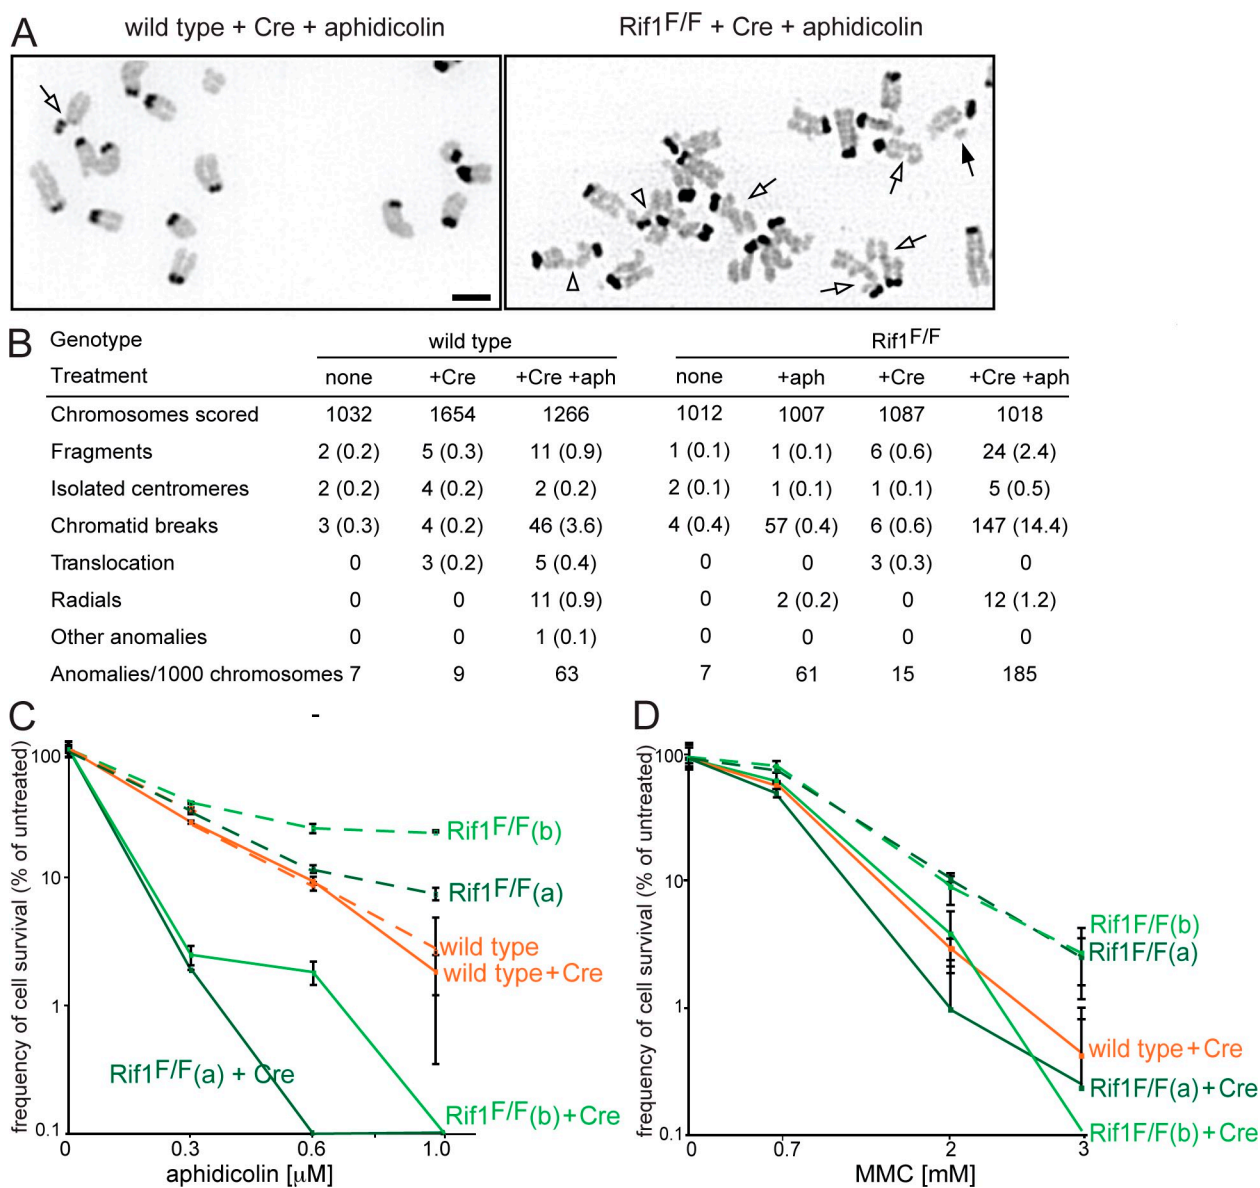 A
wild type + Cre + aphidicolin
Rif1F/F + Cre + aphidicolin
B
Genotype wild type Rif1F/F
Treatment none +Cre +Cre +aph none +aph +Cre +Cre +aph
Chromosomes scored 1032 1654 1266 1012 1007 1087 1018
Fragments 2 (0.2) 5 (0.3) 11 (0.9) 1 (0.1) 1 (0.1) 6 (0.6) 24 (2.4)
Isolated centromeres 2 (0.2) 4 (0.2) 2 (0.2) 2 (0.1) 1 (0.1) 1 (0.1) 5 (0.5)
Chromatid breaks 3 (0.3) 4 (0.2) 46 (3.6) 4 (0.4) 57 (0.4) 6 (0.6) 147 (14.4)
Translocation 0 3 (0.2) 5 (0.4) 0 0 3 (0.3) 0
Radials 0 0 11 (0.9) 0 2 (0.2) 0 12 (1.2)
Other anomalies 0 0 1 (0.1) 0 0 0 0
Anomalies/1000 chromosomes 7 9 63 7 61 15 185
C
-
frequency of cell survival (% of untreated)
100
10
1
0.1
Rif1F/F(b)
Rif1F/F(a)
wild type
wild type+Cre
Rif1F/F(a) + Cre
Rif1F/F(b)+Cre
0 0.3 0.6 1.0
aphidicolin [μM]
D
frequency of cell survival (% of untreated)
100
10
1
0.1
Rif1F/F(b)
Rif1F/F(a)
wild type+Cre
Rif1F/F(a)+Cre
Rif1F/F(b)+Cre
0 0.7 2 3
MMC [mM]